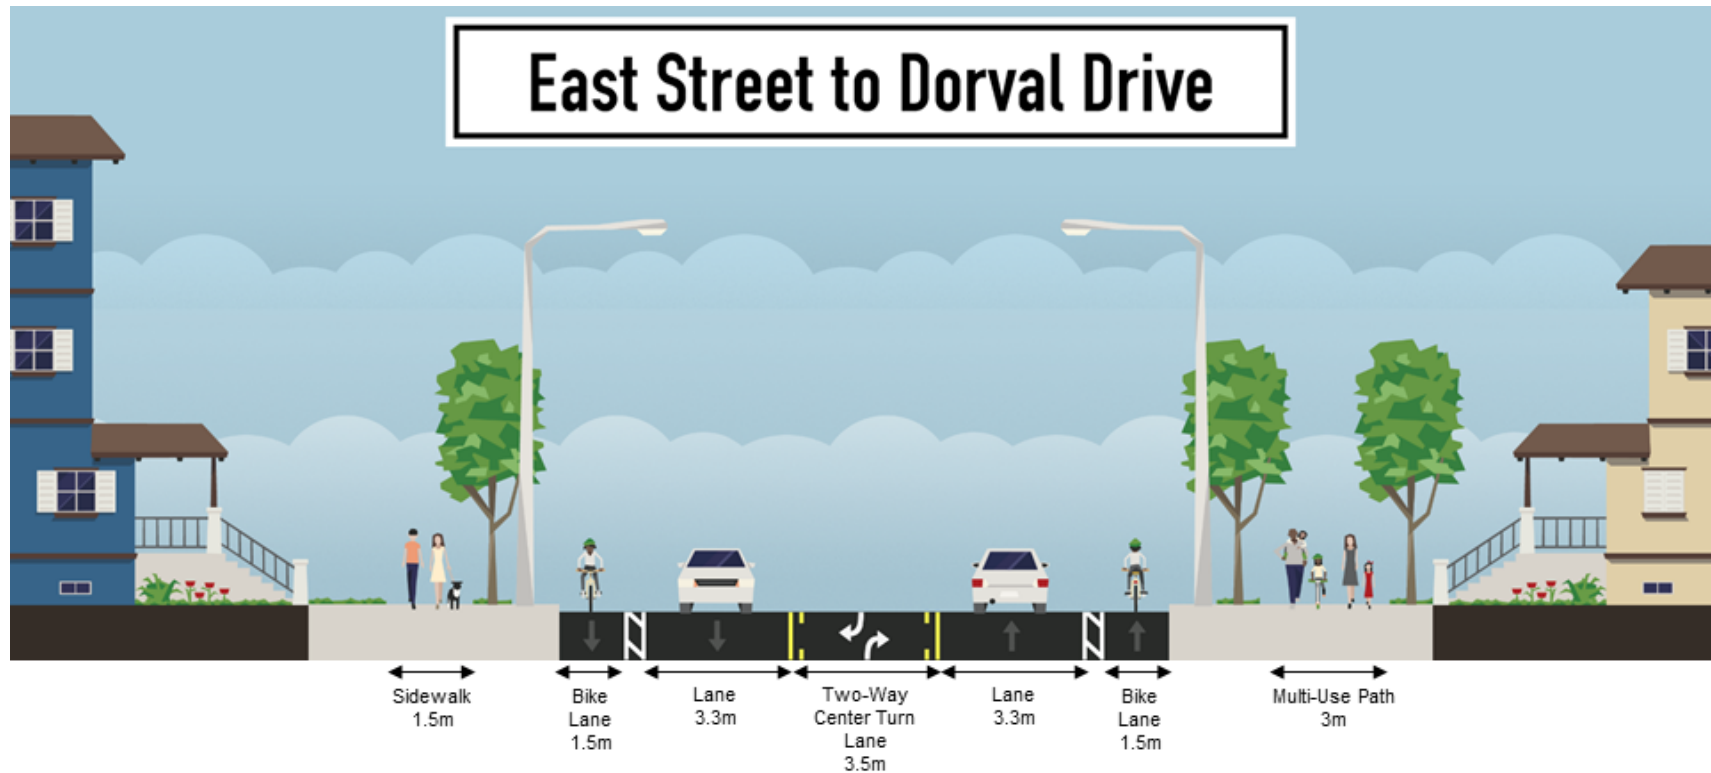 East Street to Dorval Drive
Sidewalk
1.5m
Bike
Lane
1.5m
Lane
3.3m
Two-Way
Center Turn
Lane
3.5m
Lane
3.3m
Bike
Lane
1.5m
Multi-Use Path
3m